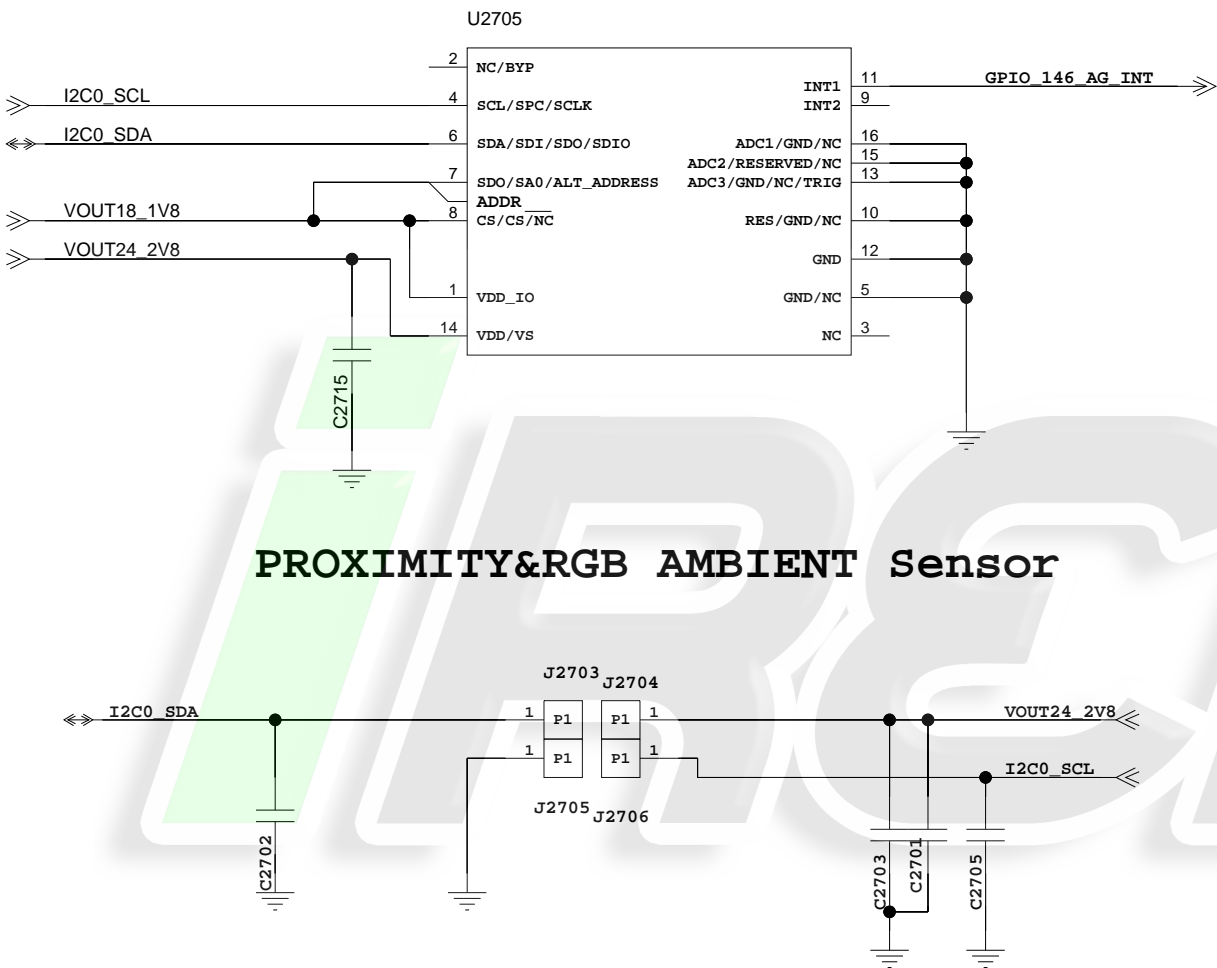 U2705
2 NC/BYP
I2C0_SCL 4 SCL/SPC/SCLK
I2C0_SDA 6 SDA/SDI/SDO/SDIO
7 SDO/SA0/ALT_ADDRESS
ADDR
VOUT18_1V8 8 CS/CS/NC
VOUT24_2V8
1 VDD_IO
14 VDD/VS
INT1 11 GPIO_146_AG_INT
INT2 9
ADC1/GND/NC 16
ADC2/RESERVED/NC 15
ADC3/GND/NC/TRIG 13
RES/GND/NC 10
GND 12
GND/NC 5
NC 3
C2715
iRE
PROXIMITY&RGB AMBIENT Sensor
J2703 J2704
I2C0_SDA 1 P1 P1 1 VOUT24_2V8
1 P1 P1 1 I2C0_SCL
J2705 J2706
C2702
C2703
C2701
C2705